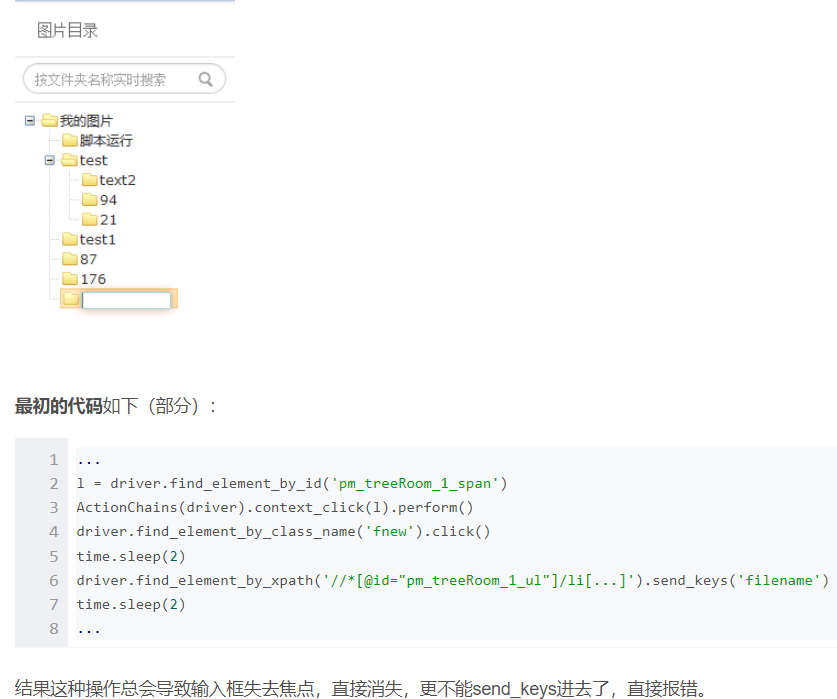 图片目录
按文件夹名称实时搜索
我的图片
脚本运行
test
text2
94
21
test1
87
176
最初的代码如下（部分）：
1 ...
2 l = driver.find_element_by_id('pm_treeRoom_1_span')
3 ActionChains(driver).context_click(l).perform()
4 driver.find_element_by_class_name('fnew').click()
5 time.sleep(2)
6 driver.find_element_by_xpath('//*[@id="pm_treeRoom_1_ul"]/li[...]').send_keys('filename')
7 time.sleep(2)
8 ...
结果这种操作总会导致输入框失去焦点，直接消失，更不能send_keys进去了，直接报错。